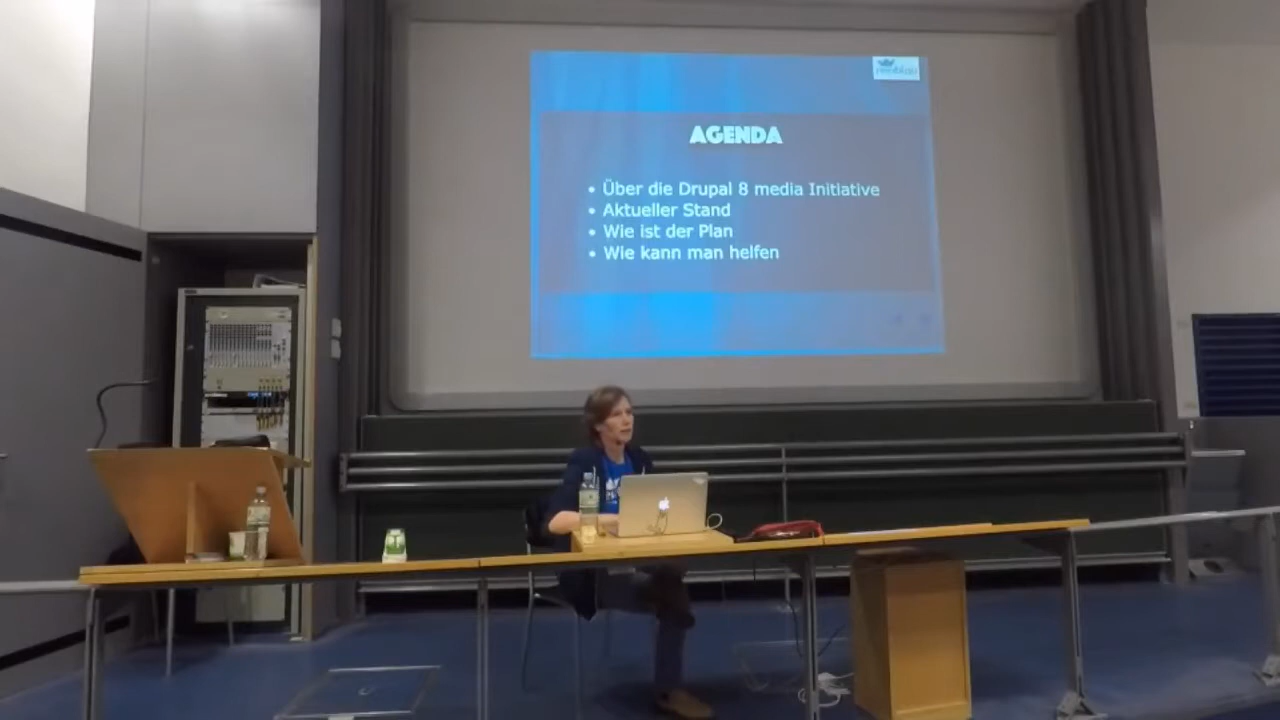 AGENDA
• Über die Drupal 8 media Initiative
• Aktueller Stand
• Wie ist der Plan
• Wie kann man helfen